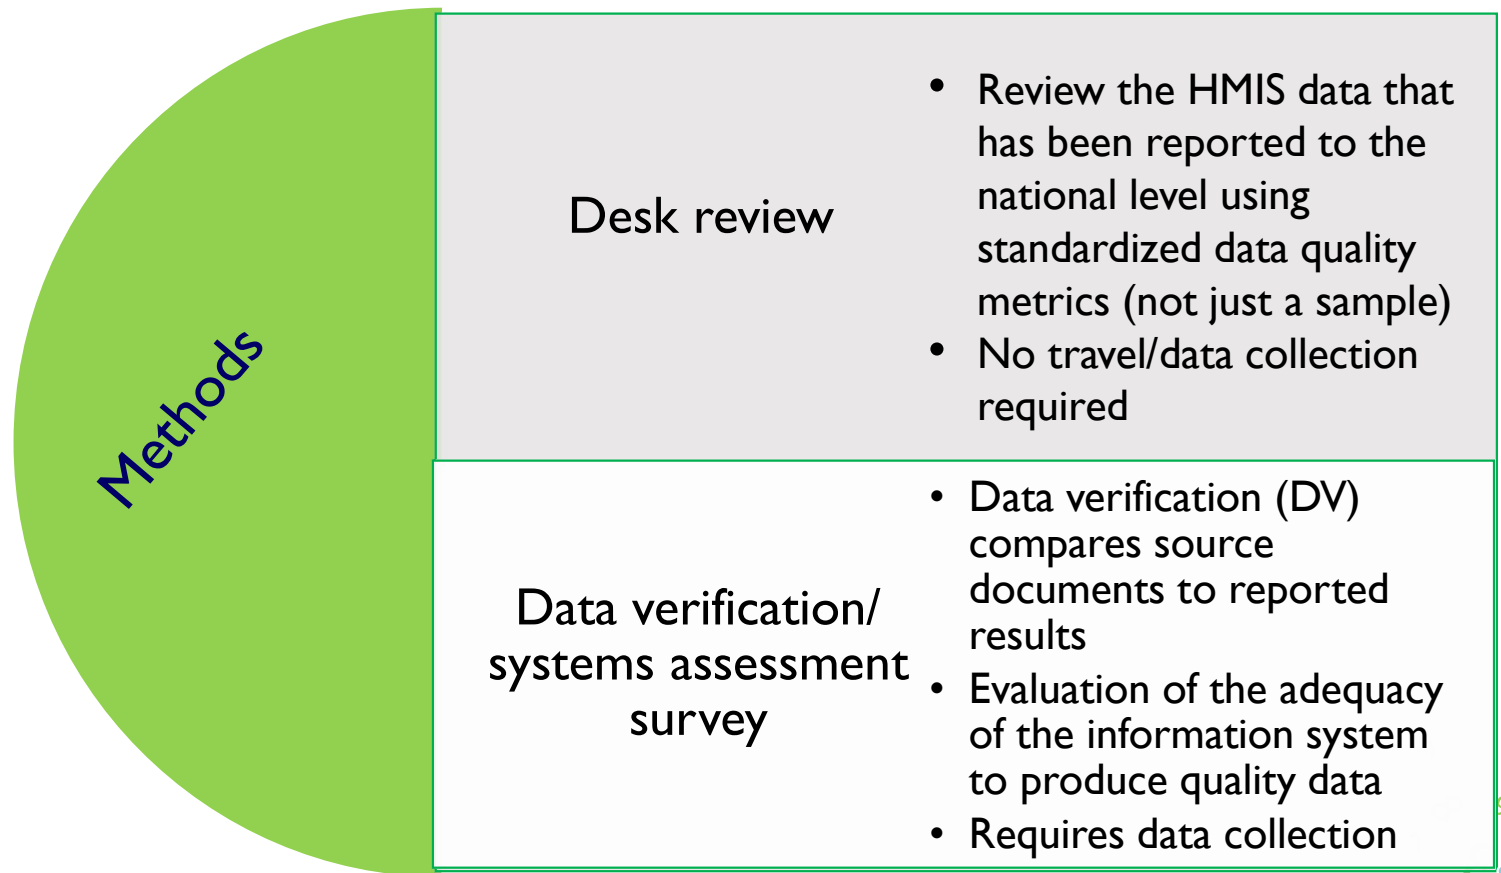 Methods
Desk review
• Review the HMIS data that
has been reported to the
national level using
standardized data quality
metrics (not just a sample)
• No travel/data collection
required
Data verification/
systems assessment
survey
• Data verification (DV)
compares source
documents to reported
results
• Evaluation of the adequacy
of the information system
to produce quality data
• Requires data collection